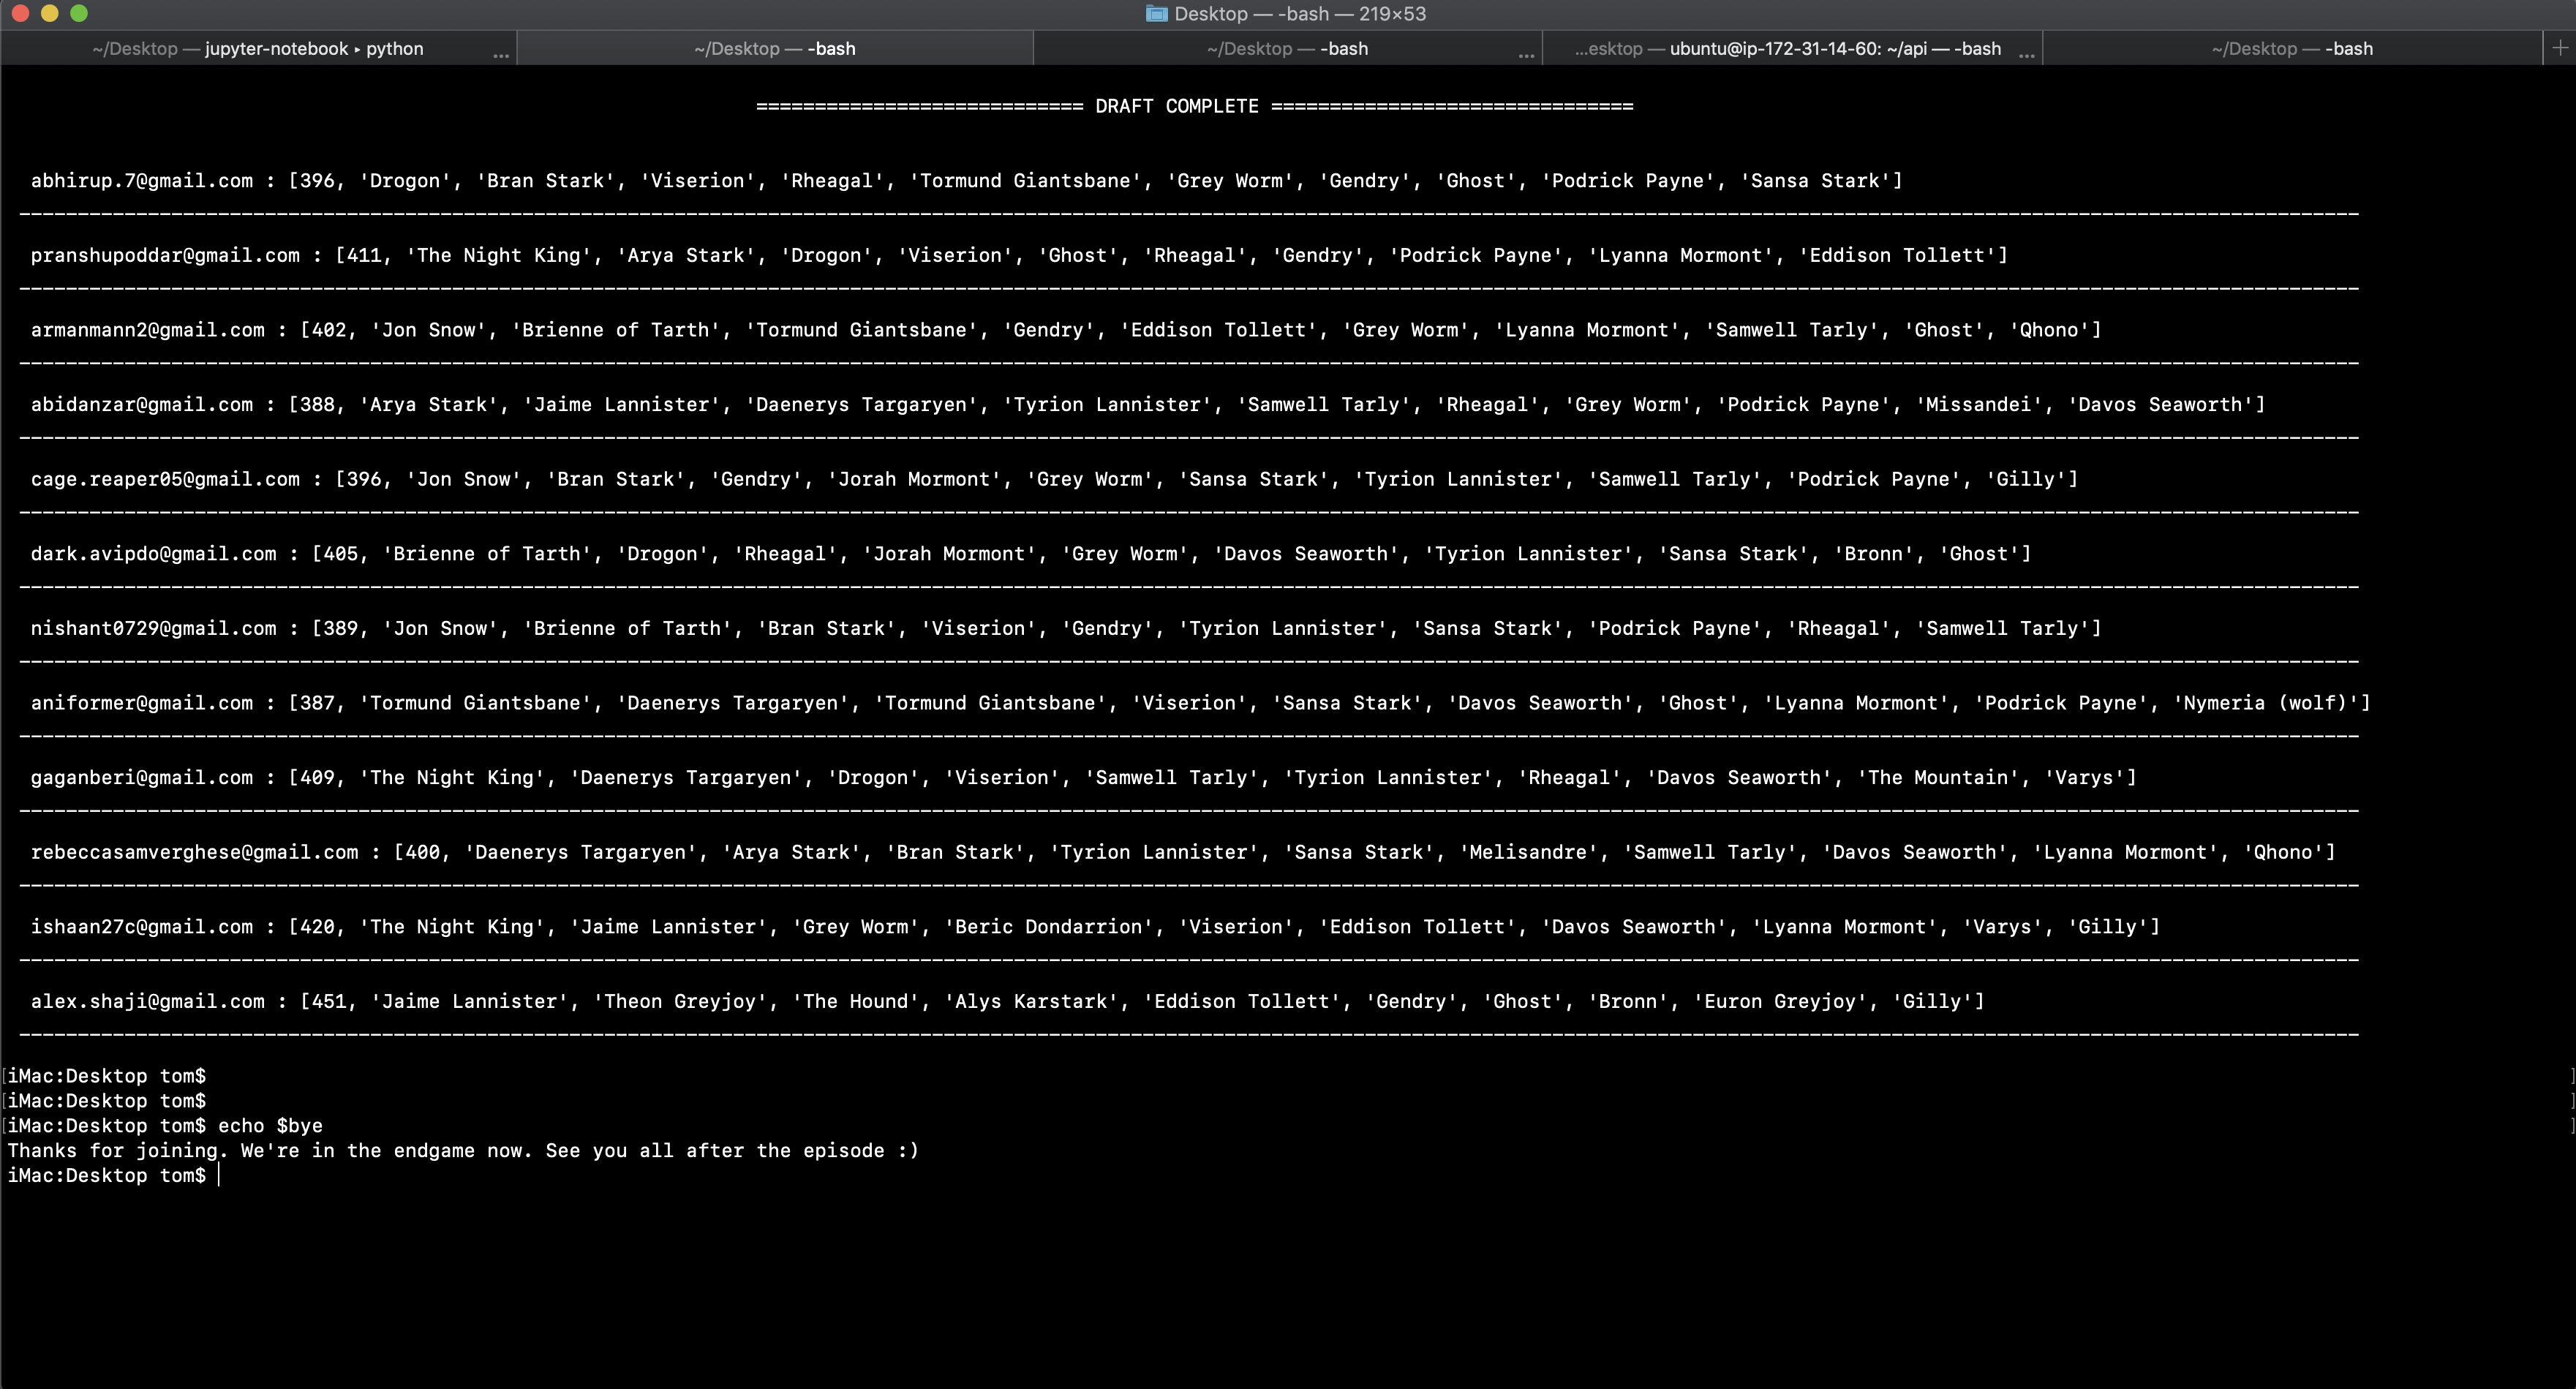 Desktop — -bash — 219×53
~/Desktop — jupyter-notebook ▸ python ... ~/Desktop — -bash ~/Desktop — -bash ... ...esktop — ubuntu@ip-172-31-14-60: ~/api — -bash ... ~/Desktop — -bash +
============================ DRAFT COMPLETE ===============================
abhirup.7@gmail.com : [396, 'Drogon', 'Bran Stark', 'Viserion', 'Rheagal', 'Tormund Giantsbane', 'Grey Worm', 'Gendry', 'Ghost', 'Podrick Payne', 'Sansa Stark']
pranshupoddar@gmail.com : [411, 'The Night King', 'Arya Stark', 'Drogon', 'Viserion', 'Ghost', 'Rheagal', 'Gendry', 'Podrick Payne', 'Lyanna Mormont', 'Eddison Tollett']
armanmann2@gmail.com : [402, 'Jon Snow', 'Brienne of Tarth', 'Tormund Giantsbane', 'Gendry', 'Eddison Tollett', 'Grey Worm', 'Lyanna Mormont', 'Samwell Tarly', 'Ghost', 'Qhono']
abidanzar@gmail.com : [388, 'Arya Stark', 'Jaime Lannister', 'Daenerys Targaryen', 'Tyrion Lannister', 'Samwell Tarly', 'Rheagal', 'Grey Worm', 'Podrick Payne', 'Missandei', 'Davos Seaworth']
cage.reaper05@gmail.com : [396, 'Jon Snow', 'Bran Stark', 'Gendry', 'Jorah Mormont', 'Grey Worm', 'Sansa Stark', 'Tyrion Lannister', 'Samwell Tarly', 'Podrick Payne', 'Gilly']
dark.avipdo@gmail.com : [405, 'Brienne of Tarth', 'Drogon', 'Rheagal', 'Jorah Mormont', 'Grey Worm', 'Davos Seaworth', 'Tyrion Lannister', 'Sansa Stark', 'Bronn', 'Ghost']
nishant0729@gmail.com : [389, 'Jon Snow', 'Brienne of Tarth', 'Bran Stark', 'Viserion', 'Gendry', 'Tyrion Lannister', 'Sansa Stark', 'Podrick Payne', 'Rheagal', 'Samwell Tarly']
aniformer@gmail.com : [387, 'Tormund Giantsbane', 'Daenerys Targaryen', 'Tormund Giantsbane', 'Viserion', 'Sansa Stark', 'Davos Seaworth', 'Ghost', 'Lyanna Mormont', 'Podrick Payne', 'Nymeria (wolf)']
gaganberi@gmail.com : [409, 'The Night King', 'Daenerys Targaryen', 'Drogon', 'Viserion', 'Samwell Tarly', 'Tyrion Lannister', 'Rheagal', 'Davos Seaworth', 'The Mountain', 'Varys']
rebeccasamverghese@gmail.com : [400, 'Daenerys Targaryen', 'Arya Stark', 'Bran Stark', 'Tyrion Lannister', 'Sansa Stark', 'Melisandre', 'Samwell Tarly', 'Davos Seaworth', 'Lyanna Mormont', 'Qhono']
ishaan27c@gmail.com : [420, 'The Night King', 'Jaime Lannister', 'Grey Worm', 'Beric Dondarrion', 'Viserion', 'Eddison Tollett', 'Davos Seaworth', 'Lyanna Mormont', 'Varys', 'Gilly']
alex.shaji@gmail.com : [451, 'Jaime Lannister', 'Theon Greyjoy', 'The Hound', 'Alys Karstark', 'Eddison Tollett', 'Gendry', 'Ghost', 'Bronn', 'Euron Greyjoy', 'Gilly']
[iMac:Desktop tom$ ]
[iMac:Desktop tom$ ]
[iMac:Desktop tom$ echo $bye ]
Thanks for joining. We're in the endgame now. See you all after the episode :)
iMac:Desktop tom$